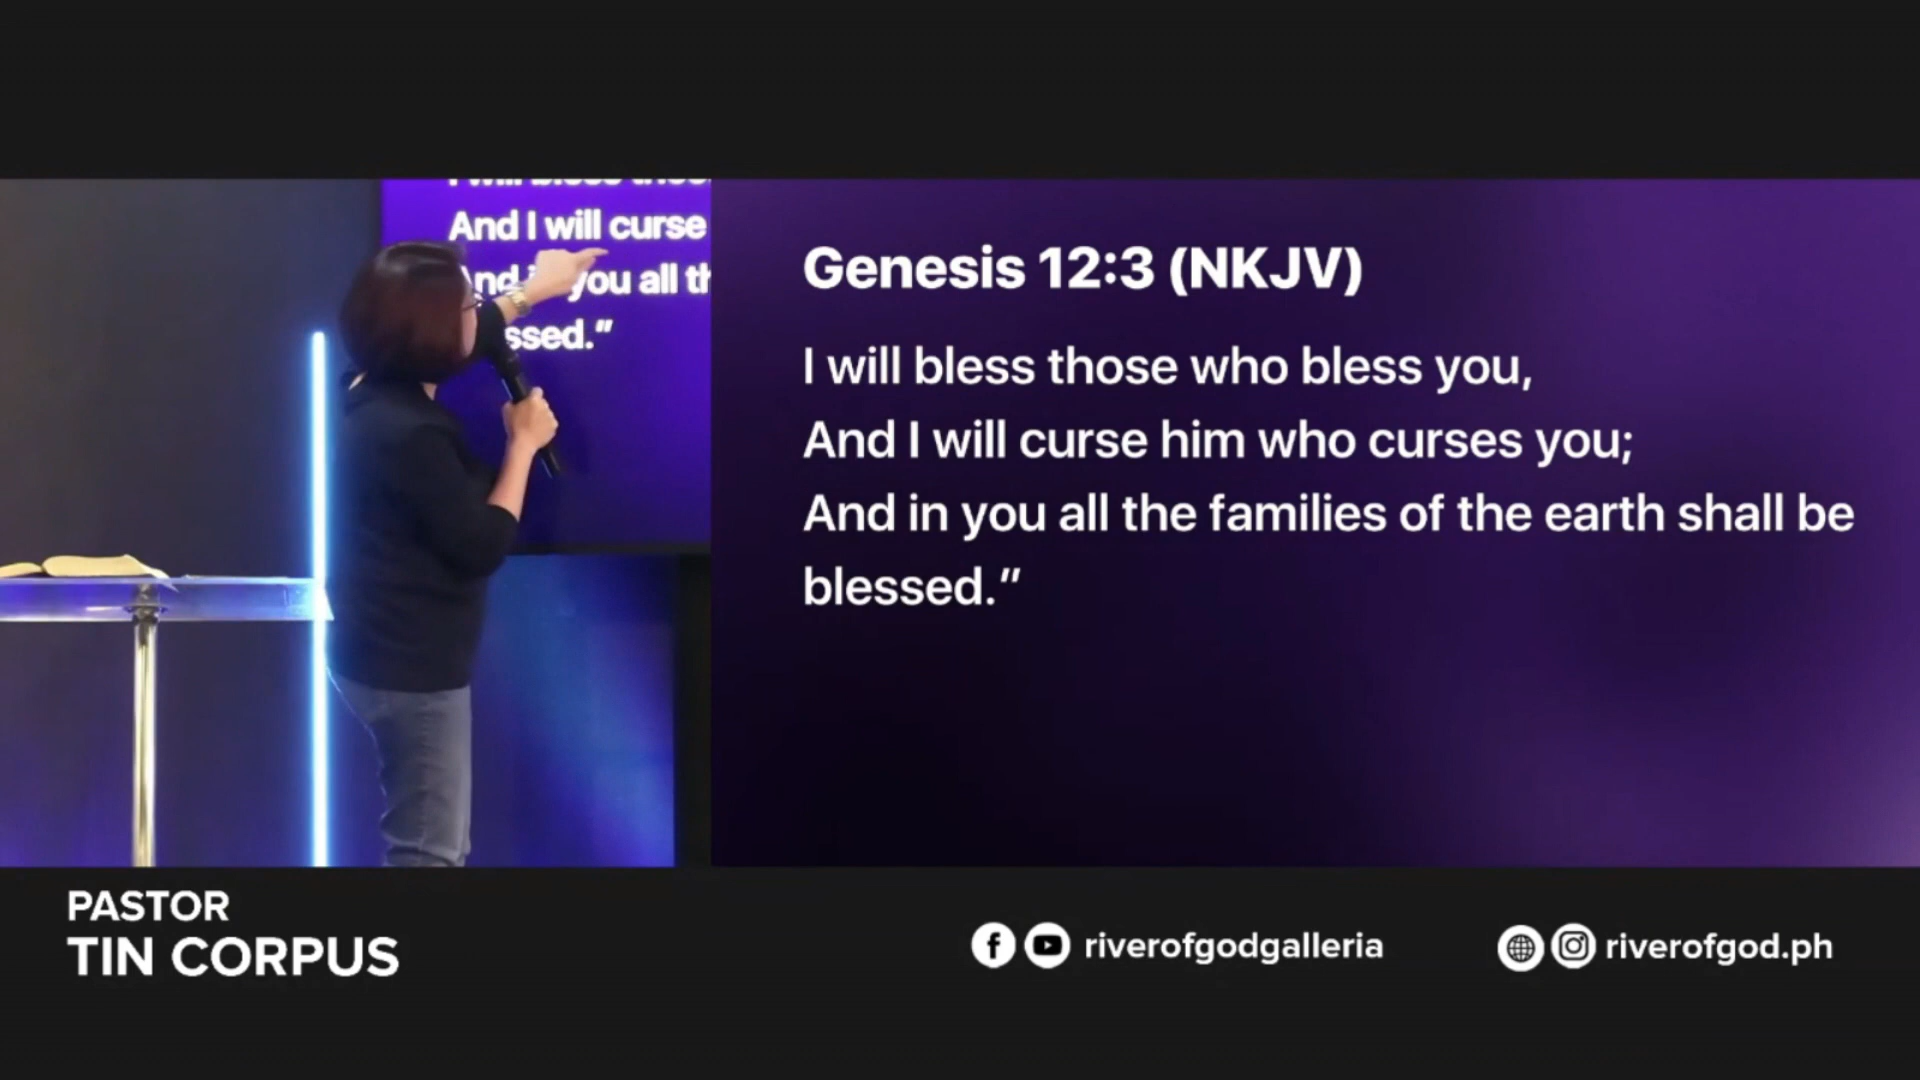 And I will curse
you all
Genesis 12:3 (NKJV)
I will bless those who bless you,
And I will curse him who curses you;
And in you all the families of the earth shall be
blessed.”
PASTOR
TIN CORPUS
riverofgodgalleria
riverofgod.ph